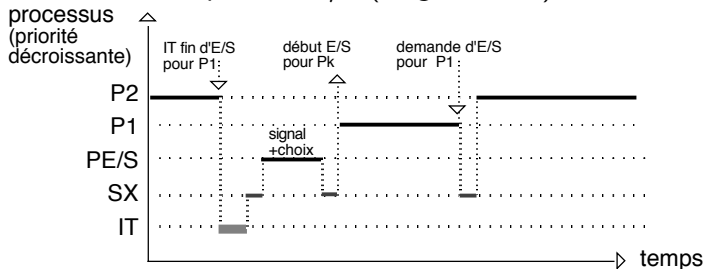 processus
(priorité
décroissante)
IT fin d'E/S
pour P1
début E/S
pour Pk
demande d'E/S
pour P1
P2
P1
signal
+choix
PE/S
SX
IT
temps